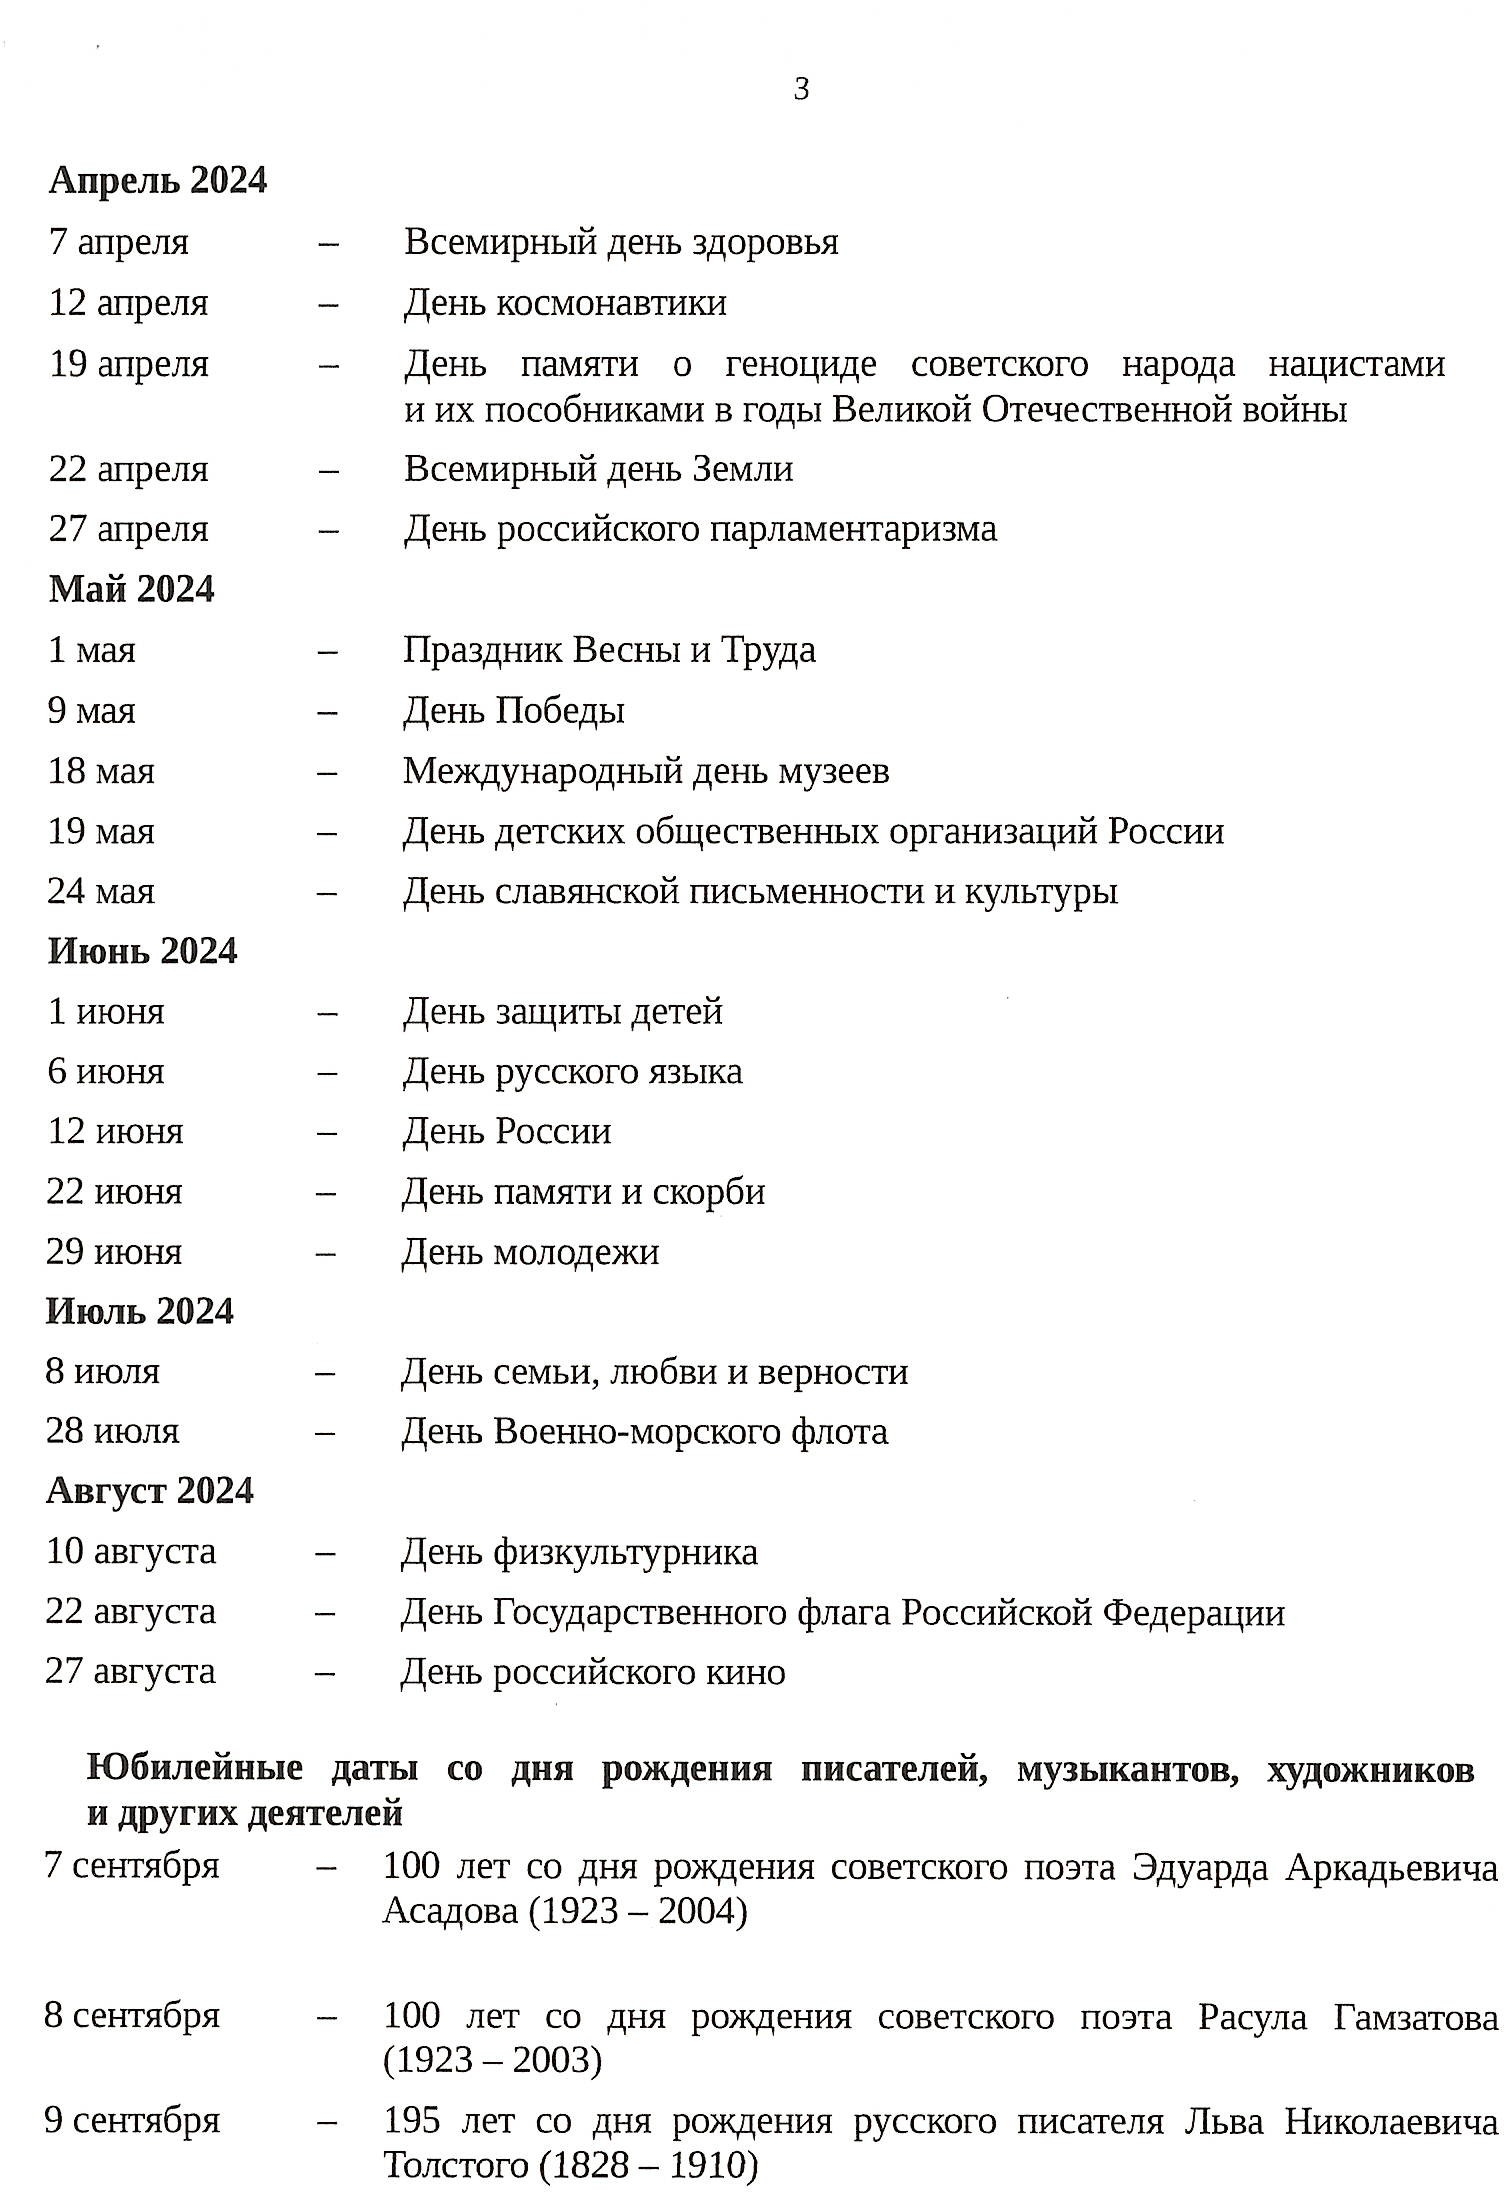 3
Апрель 2024
7 апреля – Всемирный день здоровья
12 апреля – День космонавтики
19 апреля – День памяти о геноциде советского народа нацистами
и их пособниками в годы Великой Отечественной войны
22 апреля – Всемирный день Земли
27 апреля – День российского парламентаризма
Май 2024
1 мая – Праздник Весны и Труда
9 мая – День Победы
18 мая – Международный день музеев
19 мая – День детских общественных организаций России
24 мая – День славянской письменности и культуры
Июнь 2024
1 июня – День защиты детей
6 июня – День русского языка
12 июня – День России
22 июня – День памяти и скорби
29 июня – День молодежи
Июль 2024
8 июля – День семьи, любви и верности
28 июля – День Военно-морского флота
Август 2024
10 августа – День физкультурника
22 августа – День Государственного флага Российской Федерации
27 августа – День российского кино
Юбилейные даты со дня рождения писателей, музыкантов, художников
и других деятелей
7 сентября – 100 лет со дня рождения советского поэта Эдуарда Аркадьевича
Асадова (1923 – 2004)
8 сентября – 100 лет со дня рождения советского поэта Расула Гамзатова
(1923 – 2003)
9 сентября – 195 лет со дня рождения русского писателя Льва Николаевича
Толстого (1828 – 1910)